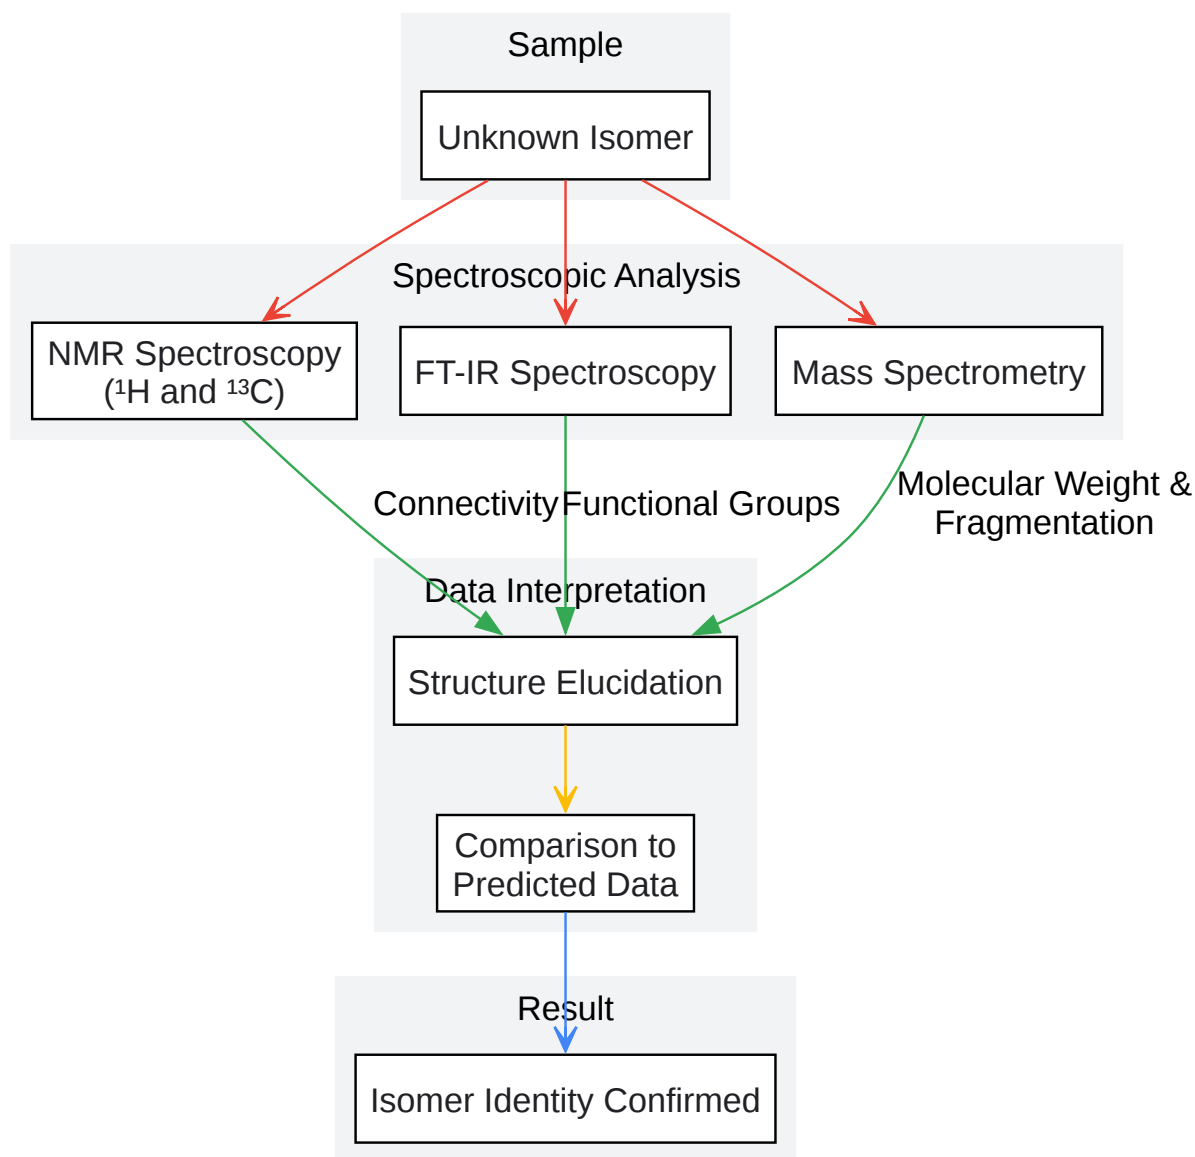 Sample
Unknown Isomer
Spectroscopic Analysis
NMR Spectroscopy
(¹H and ¹³C)
FT-IR Spectroscopy
Mass Spectrometry
Connectivity
Functional Groups
Molecular Weight &
Fragmentation
Data Interpretation
Structure Elucidation
Comparison to
Predicted Data
Result
Isomer Identity Confirmed